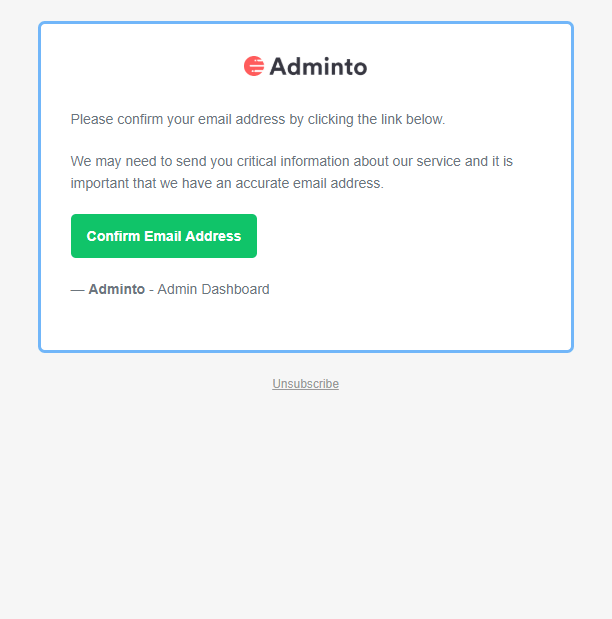 Adminto
Please confirm your email address by clicking the link below.
We may need to send you critical information about our service and it is
important that we have an accurate email address.
Confirm Email Address
— Adminto - Admin Dashboard
Unsubscribe